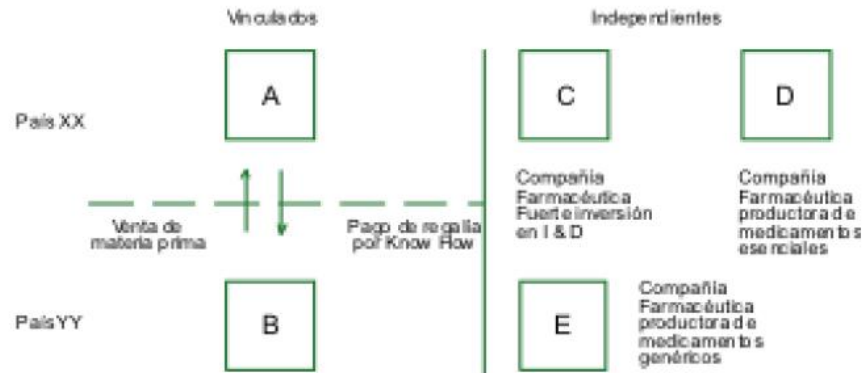 Vinculados
Independientes
A
C
D
País XX
Compañía
Farmacéutica
Fuerte inversión
en I & D
Compañía
Farmacéutica
productora de
medicamentos
esenciales
Venta de
materia prima
Pago de regalía
por Know Flow
País YY
B
E
Compañía
Farmacéutica
productora de
medicamentos
genéricos